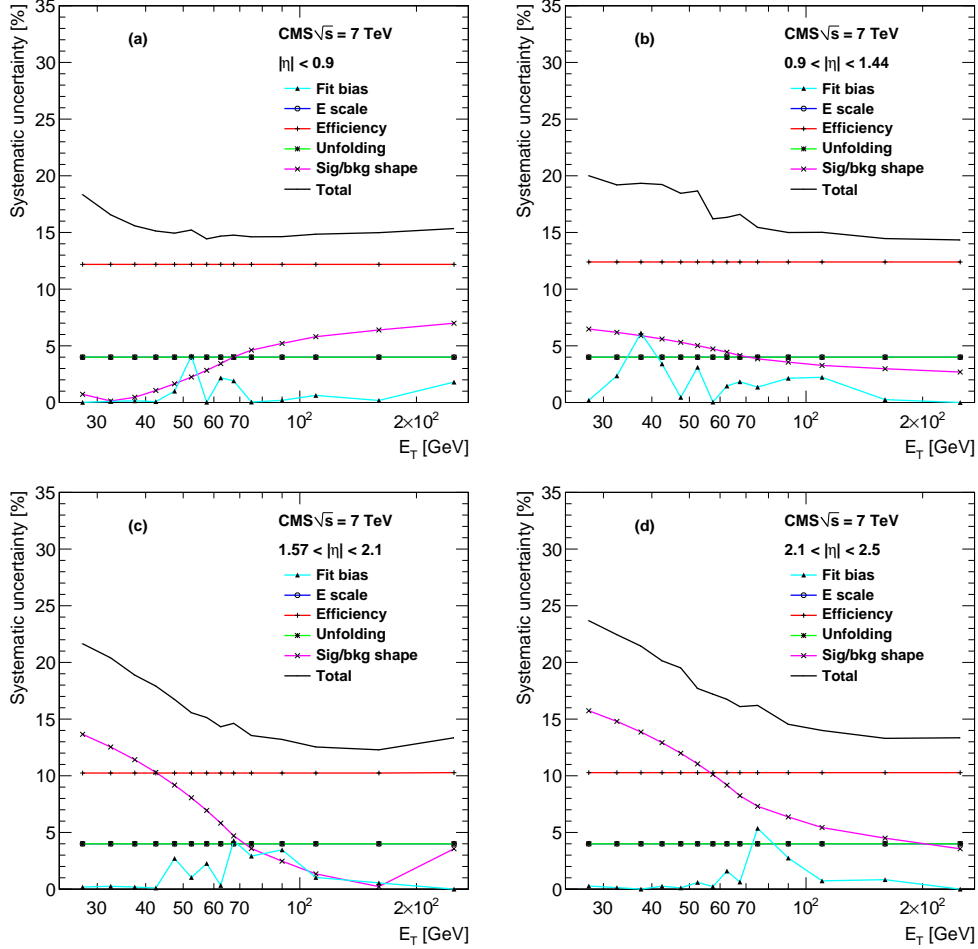 Systematic uncertainty [%]
35
30
25
20
15
10
5
0
(a)
CMS√s = 7 TeV
|η| < 0.9
Fit bias
E scale
Efficiency
Unfolding
Sig/bkg shape
Total
30 40 50 60 70 10² 2×10²
E_T [GeV]
Systematic uncertainty [%]
35
30
25
20
15
10
5
0
(b)
CMS√s = 7 TeV
0.9 < |η| < 1.44
Fit bias
E scale
Efficiency
Unfolding
Sig/bkg shape
Total
30 40 50 60 70 10² 2×10²
E_T [GeV]
Systematic uncertainty [%]
35
30
25
20
15
10
5
0
(c)
CMS√s = 7 TeV
1.57 < |η| < 2.1
Fit bias
E scale
Efficiency
Unfolding
Sig/bkg shape
Total
30 40 50 60 70 10² 2×10²
E_T [GeV]
Systematic uncertainty [%]
35
30
25
20
15
10
5
0
(d)
CMS√s = 7 TeV
2.1 < |η| < 2.5
Fit bias
E scale
Efficiency
Unfolding
Sig/bkg shape
Total
30 40 50 60 70 10² 2×10²
E_T [GeV]